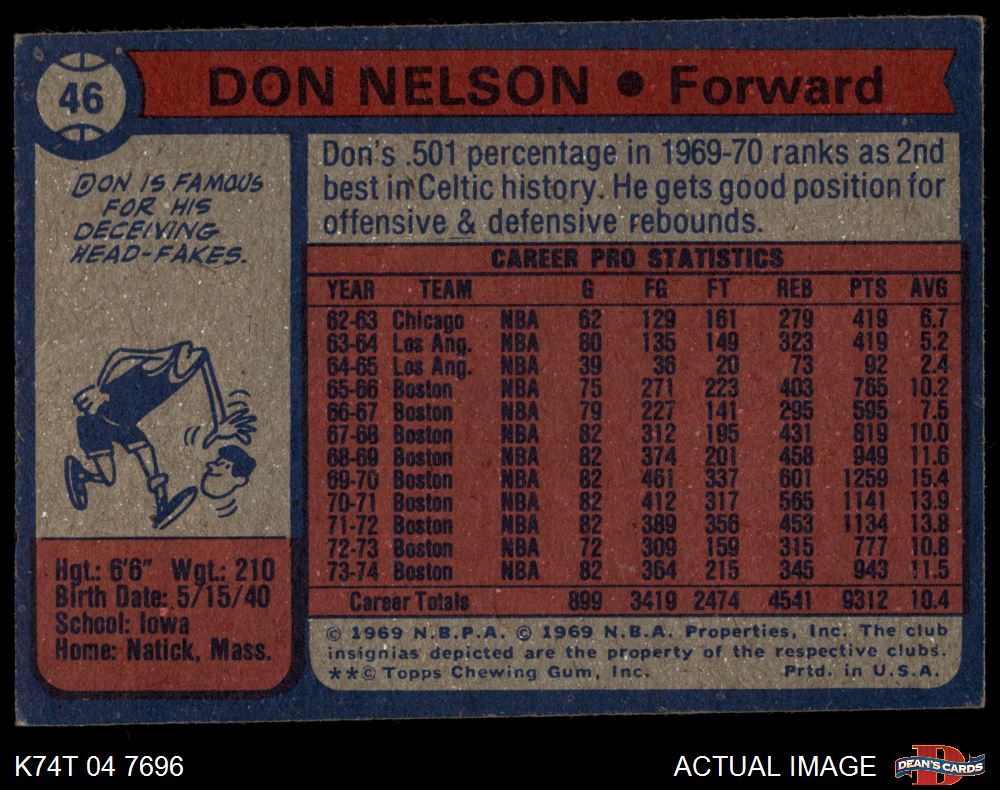 46
DON NELSON ● Forward
DON IS FAMOUS
FOR HIS
DECEIVING
HEAD-FAKES.
Don's .501 percentage in 1969-70 ranks as 2nd
best in Celtic history. He gets good position for
offensive & defensive rebounds.
CAREER PRO STATISTICS
YEAR TEAM G FG FT REB PTS AVG
62-63 Chicago NBA 62 129 161 279 419 6.7
63-64 Los Ang. NBA 80 135 149 323 419 5.2
64-65 Los Ang. NBA 39 36 20 73 92 2.4
65-66 Boston NBA 75 271 223 403 765 10.2
66-67 Boston NBA 79 227 141 295 595 7.5
67-68 Boston NBA 82 312 195 431 819 10.0
68-69 Boston NBA 82 374 201 458 949 11.6
69-70 Boston NBA 82 461 337 601 1259 15.4
70-71 Boston NBA 82 412 317 565 1141 13.9
71-72 Boston NBA 82 389 356 453 1134 13.8
72-73 Boston NBA 72 309 159 315 777 10.8
73-74 Boston NBA 82 364 215 345 943 11.5
Career Totals 899 3419 2474 4541 9312 10.4
Hgt.: 6'6" Wgt.: 210
Birth Date: 5/15/40
School: Iowa
Home: Natick, Mass.
© 1969 N.B.P.A. © 1969 N.B.A. Properties, Inc. The club
insignias depicted are the property of the respective clubs.
**© Topps Chewing Gum, Inc. Prtd. in U.S.A.
K74T 04 7696
ACTUAL IMAGE
D
DEAN'S CARDS